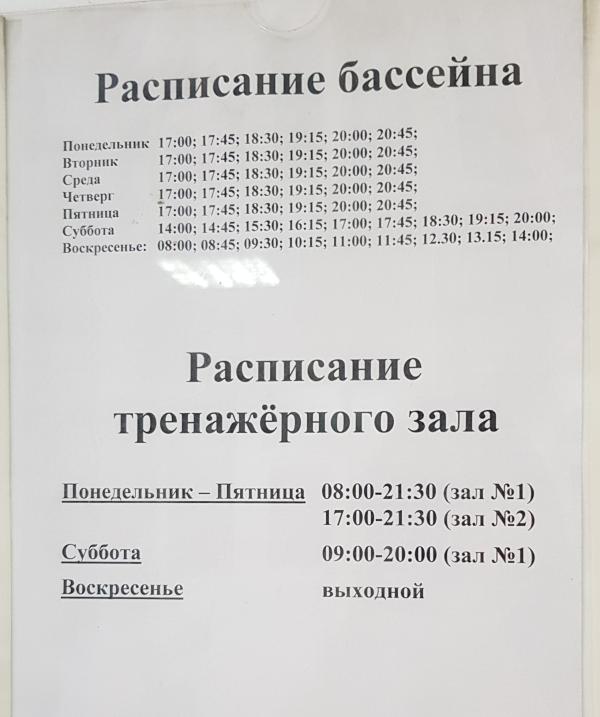 Расписание бассейна
Понедельник 17:00; 17:45; 18:30; 19:15; 20:00; 20:45;
Вторник 17:00; 17:45; 18:30; 19:15; 20:00; 20:45;
Среда 17:00; 17:45; 18:30; 19:15; 20:00; 20:45;
Четверг 17:00; 17:45; 18:30; 19:15; 20:00; 20:45;
Пятница 17:00; 17:45; 18:30; 19:15; 20:00; 20:45;
Суббота 14:00; 14:45; 15:30; 16:15; 17:00; 17:45; 18:30; 19:15; 20:00;
Воскресенье: 08:00; 08:45; 09:30; 10:15; 11:00; 11:45; 12.30; 13.15; 14:00;
Расписание
тренажёрного зала
Понедельник – Пятница 08:00-21:30 (зал №1)
17:00-21:30 (зал №2)
Суббота 09:00-20:00 (зал №1)
Воскресенье выходной